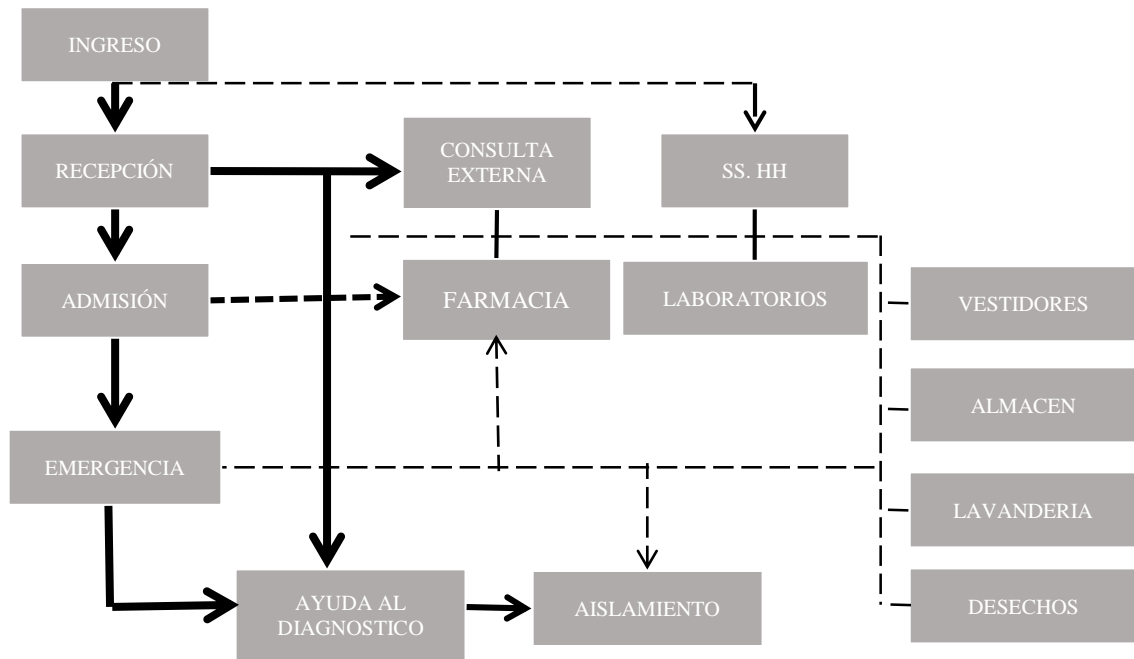 INGRESO
RECEPCIÓN
CONSULTA
EXTERNA
SS. HH
ADMISIÓN
FARMACIA
LABORATORIOS
VESTIDORES
ALMACEN
EMERGENCIA
LAVANDERIA
AYUDA AL
DIAGNOSTICO
AISLAMIENTO
DESECHOS